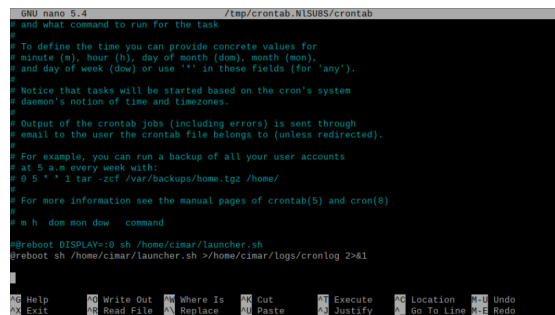 GNU nano 5.4 /tmp/crontab.NlSU8S/crontab
# and what command to run for the task
#
# To define the time you can provide concrete values for
# minute (m), hour (h), day of month (dom), month (mon),
# and day of week (dow) or use '*' in these fields (for 'any').
#
# Notice that tasks will be started based on the cron's system
# daemon's notion of time and timezones.
#
# Output of the crontab jobs (including errors) is sent through
# email to the user the crontab file belongs to (unless redirected).
#
# For example, you can run a backup of all your user accounts
# at 5 a.m every week with:
# 0 5 * * 1 tar -zcf /var/backups/home.tgz /home/
#
# For more information see the manual pages of crontab(5) and cron(8)
#
# m h  dom mon dow   command
#@reboot DISPLAY=:0 sh /home/cimar/launcher.sh
@reboot sh /home/cimar/launcher.sh >/home/cimar/logs/cronlog 2>&1
^G Help ^O Write Out ^W Where Is ^K Cut ^T Execute ^C Location M-U Undo
^X Exit ^R Read File ^\ Replace ^U Paste ^J Justify ^_ Go To Line M-E Redo